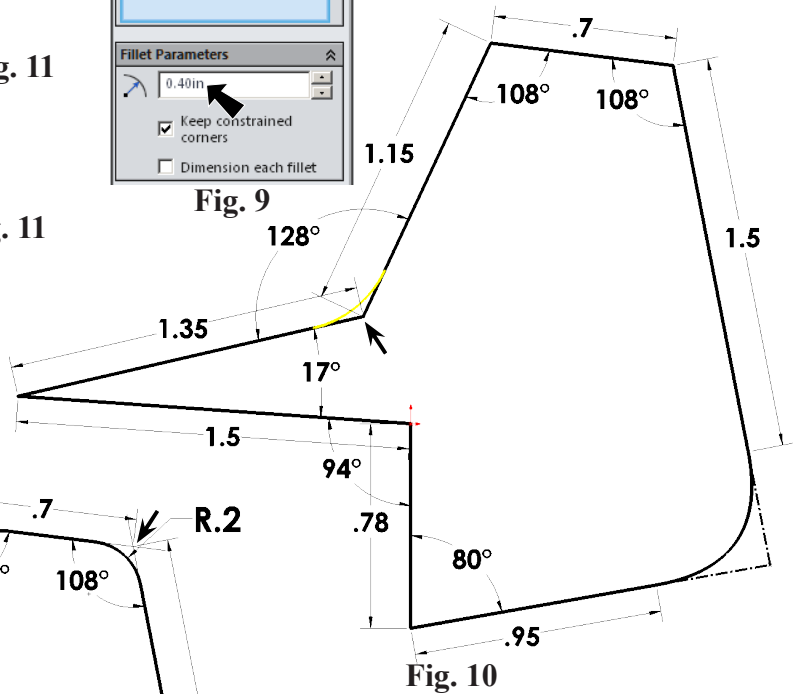 g. 11
. 11
Fillet Parameters
0.40in
Keep constrained
corners
Dimension each fillet
Fig. 9
.7
108°
108°
1.15
1.5
128°
1.35
17°
1.5
94°
.78
80°
.95
Fig. 10
.7
R.2
°
108°